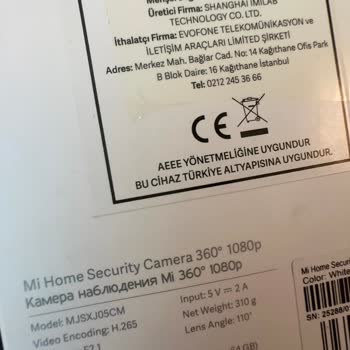 Üretici Firma: SHANGHAI IMILAB
TECHNOLOGY CO., LTD.
İthalatçı Firma: EVOFONE TELEKOMÜNİKASYON ve
İLETİŞİM ARAÇLARI LİMİTED ŞİRKETİ
Adres: Merkez Mah. Bağlar Cad. No: 14 Kağıthane Ofis Park
B Blok Daire: 16 Kağıthane İstanbul
Tel: 0212 245 36 66
CE
AEEE YÖNETMELİĞİNE UYGUNDUR
BU CİHAZ TÜRKİYE ALTYAPISINA UYGUNDUR.
Mi Home Security Camera 360° 1080p
Камера наблюдения Mi 360° 1080p
Model: MJSXJ05CM
Input: 5 V ⎓ 2 A
Video Encoding: H.265
Net Weight: 310 g
Lens Angle: 110°
Mi Home Secur
Color: White
SN: 25288/